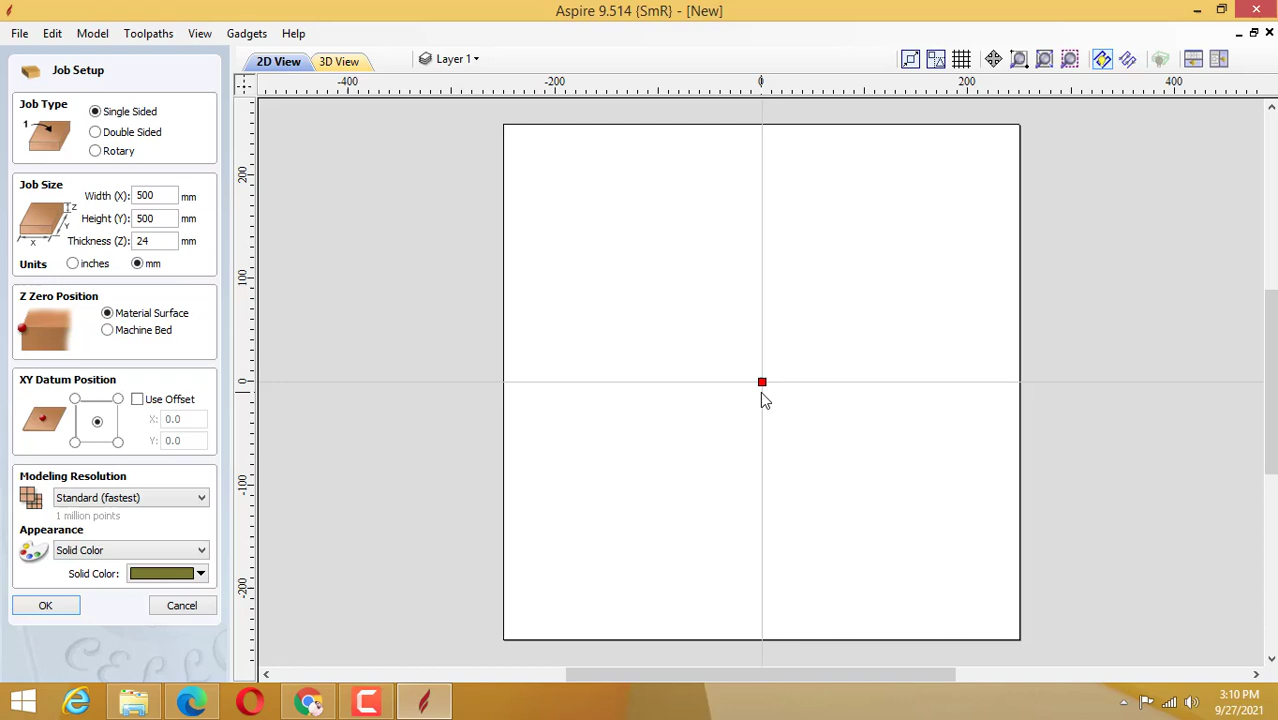 Aspire 9.514 {SmR} - [New]
File Edit Model Toolpaths View Gadgets Help
2D View 3D View Layer 1
Job Setup
Job Type
1
Single Sided
Double Sided
Rotary
Job Size
Width (X): 500 mm
Height (Y): 500 mm
Thickness (Z): 24 mm
Z
Y
X
Units inches mm
Z Zero Position
Material Surface
Machine Bed
XY Datum Position
Use Offset
X: 0.0
Y: 0.0
Modeling Resolution
Standard (fastest)
1 million points
Appearance
Solid Color
Solid Color:
OK Cancel
-400 -200 0 200 400
200
100
0
-100
-200
3:10 PM
9/27/2021